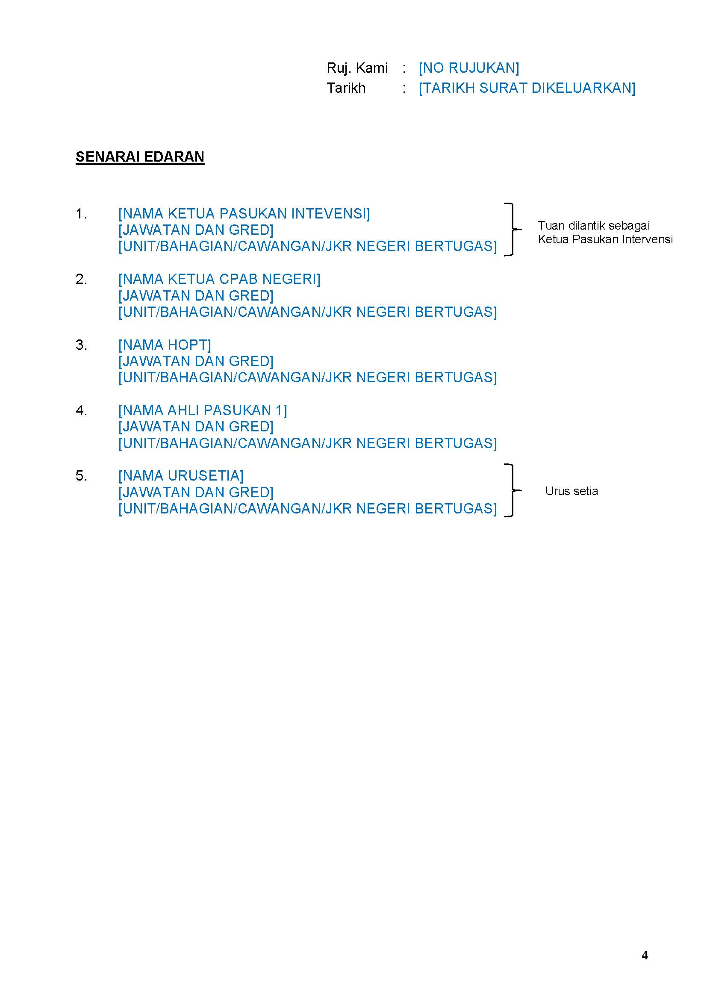 Ruj. Kami : [NO RUJUKAN]
Tarikh : [TARIKH SURAT DIKELUARKAN]
SENARAI EDARAN
1. [NAMA KETUA PASUKAN INTEVENSI]
[JAWATAN DAN GRED]
[UNIT/BAHAGIAN/CAWANGAN/JKR NEGERI BERTUGAS]
Tuan dilantik sebagai
Ketua Pasukan Intervensi
2. [NAMA KETUA CPAB NEGERI]
[JAWATAN DAN GRED]
[UNIT/BAHAGIAN/CAWANGAN/JKR NEGERI BERTUGAS]
3. [NAMA HOPT]
[JAWATAN DAN GRED]
[UNIT/BAHAGIAN/CAWANGAN/JKR NEGERI BERTUGAS]
4. [NAMA AHLI PASUKAN 1]
[JAWATAN DAN GRED]
[UNIT/BAHAGIAN/CAWANGAN/JKR NEGERI BERTUGAS]
5. [NAMA URUSETIA]
[JAWATAN DAN GRED]
[UNIT/BAHAGIAN/CAWANGAN/JKR NEGERI BERTUGAS]
Urus setia
4